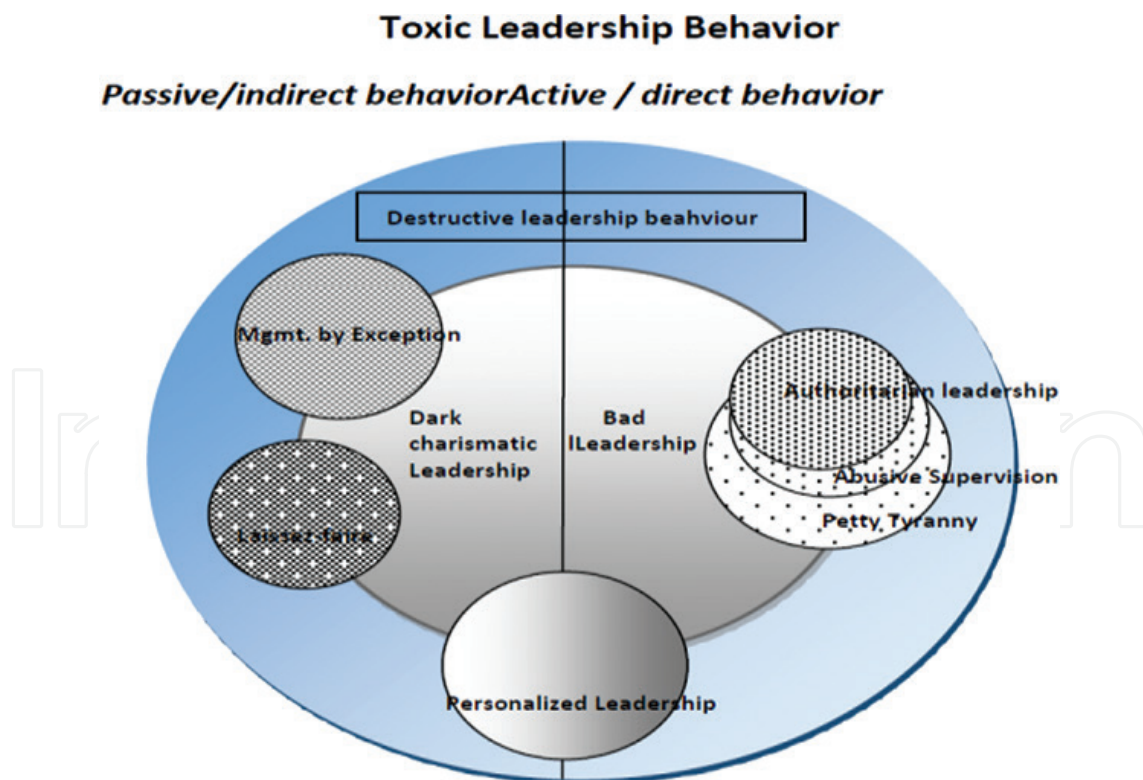 Toxic Leadership Behavior
Passive/indirect behaviorActive / direct behavior
Destructive leadership beahviour
Mgmt. by Exception
Authoritarian leadership
Dark
charismatic
Leadership
Bad
lLeadership
Abusive Supervision
Petty Tyranny
Laissez-faire
Personalized Leadership